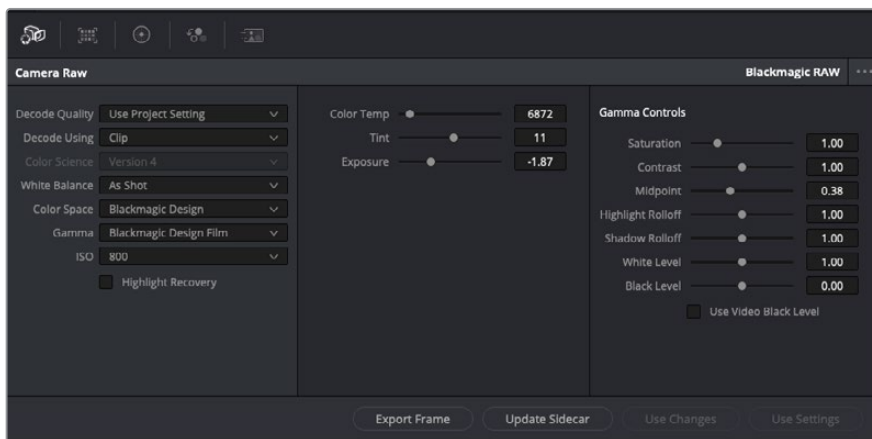 Camera Raw
Blackmagic RAW
Decode Quality Use Project Setting
Decode Using Clip
Color Science Version 4
White Balance As Shot
Color Space Blackmagic Design
Gamma Blackmagic Design Film
ISO 800
Highlight Recovery
Color Temp 6872
Tint 11
Exposure -1.87
Gamma Controls
Saturation 1.00
Contrast 1.00
Midpoint 0.38
Highlight Rolloff 1.00
Shadow Rolloff 1.00
White Level 1.00
Black Level 0.00
Use Video Black Level
Export Frame
Update Sidecar
Use Changes
Use Settings